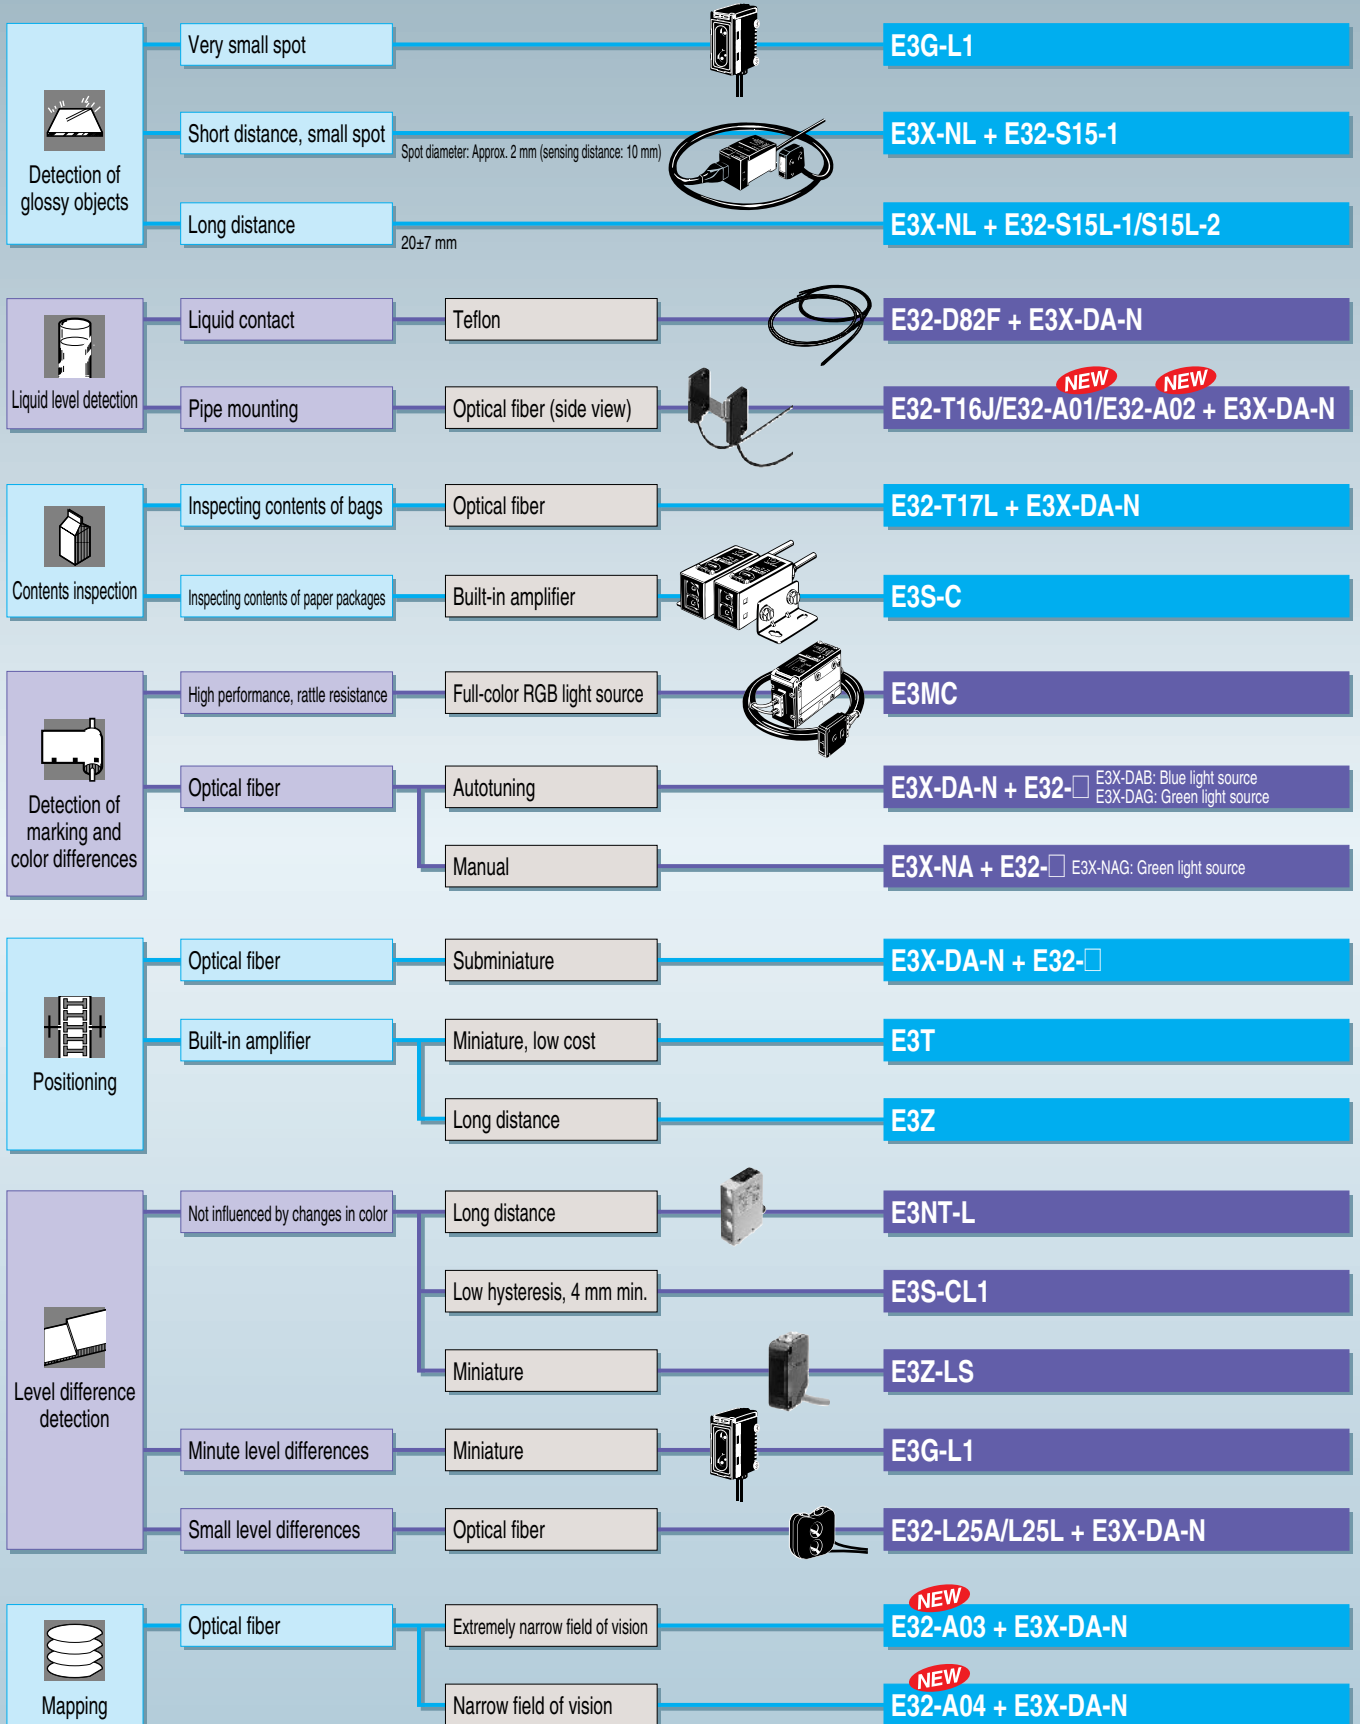 Very small spot
E3G-L1
Short distance, small spot
Spot diameter: Approx. 2 mm (sensing distance: 10 mm)
E3X-NL + E32-S15-1
Detection of
glossy objects
Long distance
20±7 mm
E3X-NL + E32-S15L-1/S15L-2
Liquid contact
Teflon
E32-D82F + E3X-DA-N
Liquid level detection
Pipe mounting
Optical fiber (side view)
NEW
NEW
E32-T16J/E32-A01/E32-A02 + E3X-DA-N
Inspecting contents of bags
Optical fiber
E32-T17L + E3X-DA-N
Contents inspection
Inspecting contents of paper packages
Built-in amplifier
E3S-C
High performance, rattle resistance
Full-color RGB light source
E3MC
Detection of
marking and
color differences
Optical fiber
Autotuning
E3X-DA-N + E32-□
E3X-DAB: Blue light source
E3X-DAG: Green light source
Manual
E3X-NA + E32-□ E3X-NAG: Green light source
Optical fiber
Subminiature
E3X-DA-N + E32-□
Positioning
Built-in amplifier
Miniature, low cost
E3T
Long distance
E3Z
Not influenced by changes in color
Long distance
E3NT-L
Low hysteresis, 4 mm min.
E3S-CL1
Miniature
E3Z-LS
Level difference
detection
Minute level differences
Miniature
E3G-L1
Small level differences
Optical fiber
E32-L25A/L25L + E3X-DA-N
Mapping
Optical fiber
Extremely narrow field of vision
NEW
E32-A03 + E3X-DA-N
Narrow field of vision
NEW
E32-A04 + E3X-DA-N